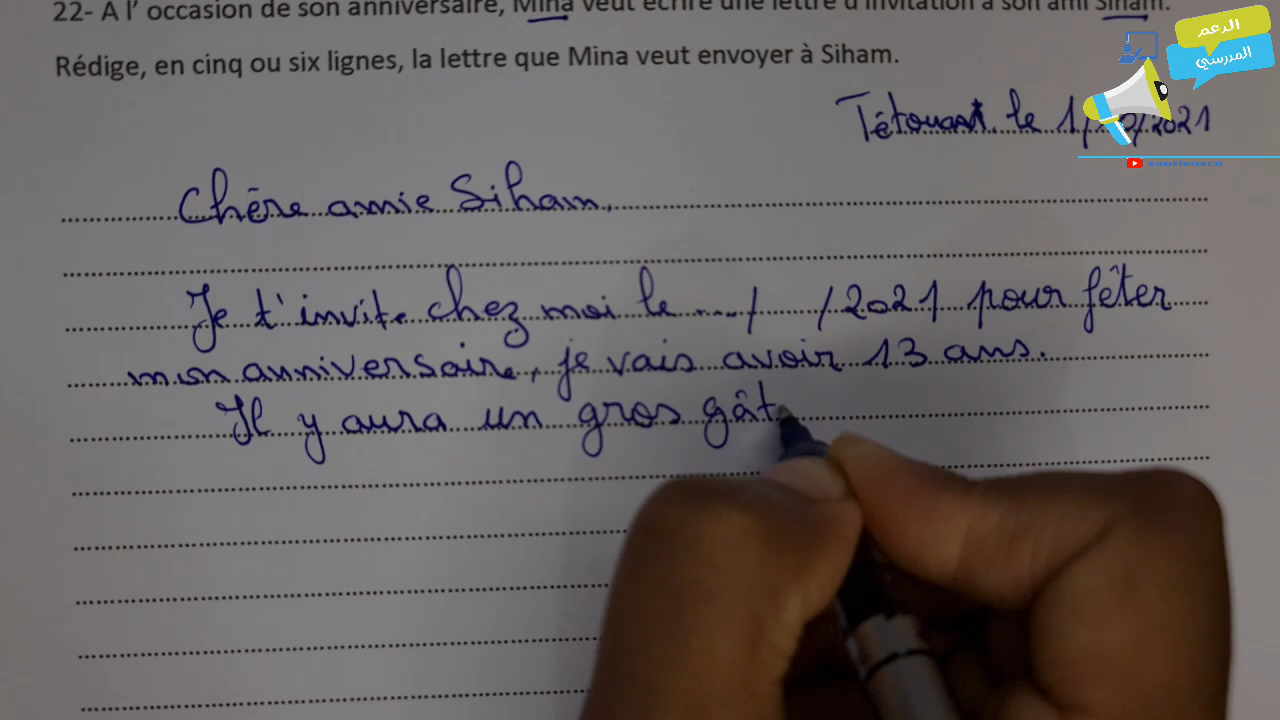 22- A l' occasion de son anniversaire, Mina veut écrire une lettre d'invitation à son ami Siham.
Rédige, en cinq ou six lignes, la lettre que Mina veut envoyer à Siham.
الدعم
المدرسي
Tétouan le 1/ /2021
Chère amie Siham,
Je t'invite chez moi le .../ /2021 pour fêter
mon anniversaire, je vais avoir 13 ans.
Il y aura un gros gât